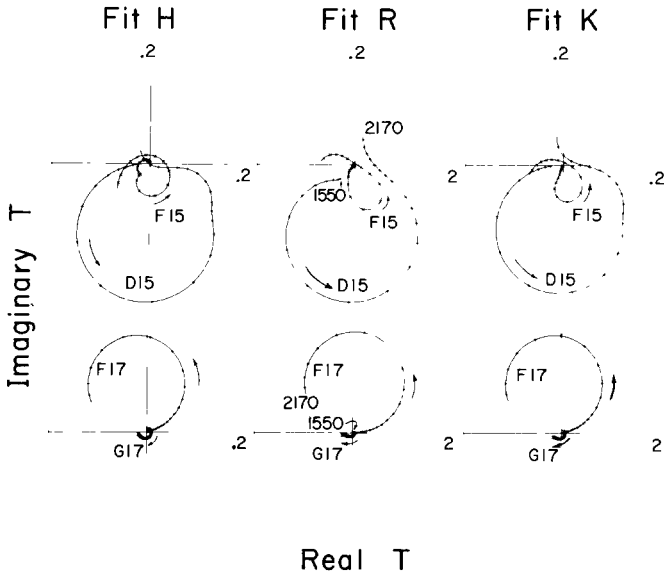 Fit H Fit R Fit K
.2 .2 .2
2170
.2 2 .2
1550
F15 F15 F15
D15 D15 D15
Imaginary T
F17 F17 F17
2170
1550
.2 2 2
G17 G17 G17
Real T